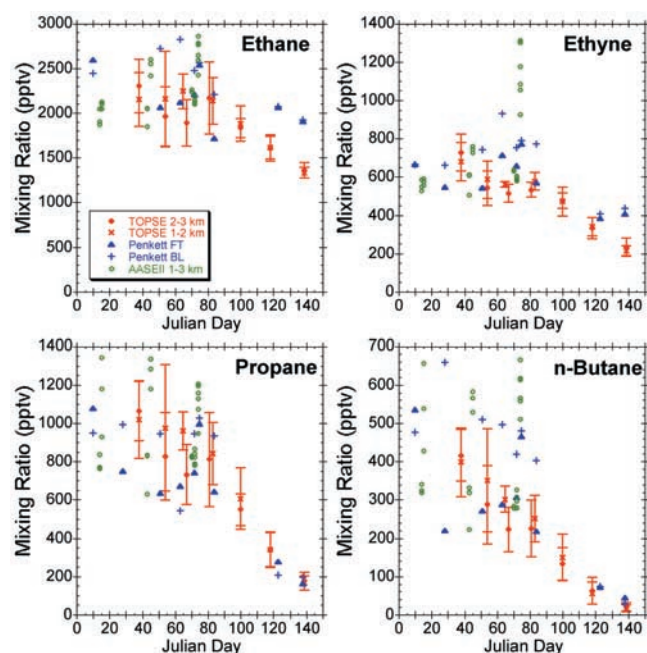 Ethane
Mixing Ratio (pptv)
3000
2500
2000
1500
1000
500
0
TOPSE 2-3 km
TOPSE 1-2 km
Penkett FT
Penkett BL
AASEII 1-3 km
0 20 40 60 80 100 120 140
Julian Day
Ethyne
Mixing Ratio (pptv)
1400
1200
1000
800
600
400
200
0
0 20 40 60 80 100 120 140
Julian Day
Propane
Mixing Ratio (pptv)
1400
1200
1000
800
600
400
200
0
0 20 40 60 80 100 120 140
Julian Day
n-Butane
Mixing Ratio (pptv)
700
600
500
400
300
200
100
0
0 20 40 60 80 100 120 140
Julian Day